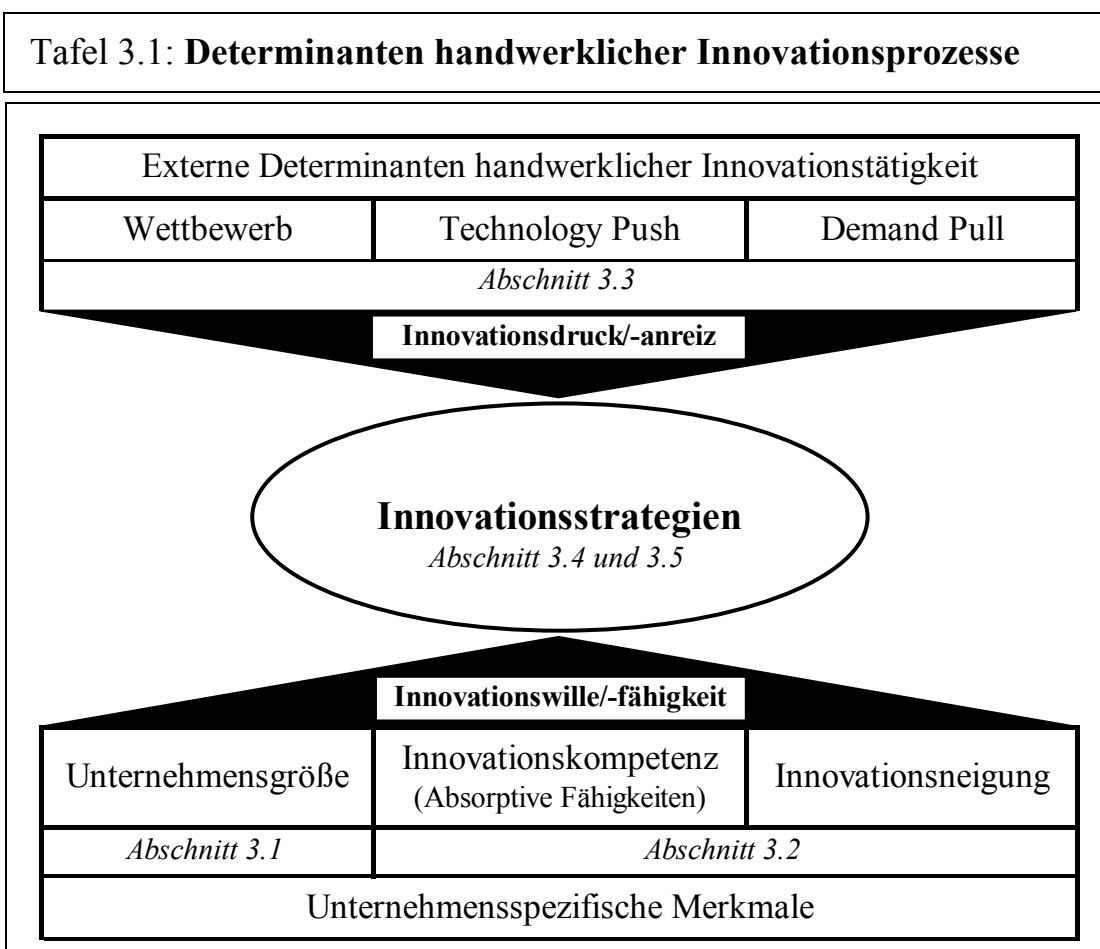 Tafel 3.1: Determinanten handwerklicher Innovationsprozesse
Externe Determinanten handwerklicher Innovationstätigkeit
Wettbewerb
Technology Push
Demand Pull
Abschnitt 3.3
Innovationsdruck/-anreiz
Innovationsstrategien
Abschnitt 3.4 und 3.5
Innovationswille/-fähigkeit
Unternehmensgröße
Innovationskompetenz
(Absorptive Fähigkeiten)
Innovationsneigung
Abschnitt 3.1
Abschnitt 3.2
Unternehmensspezifische Merkmale